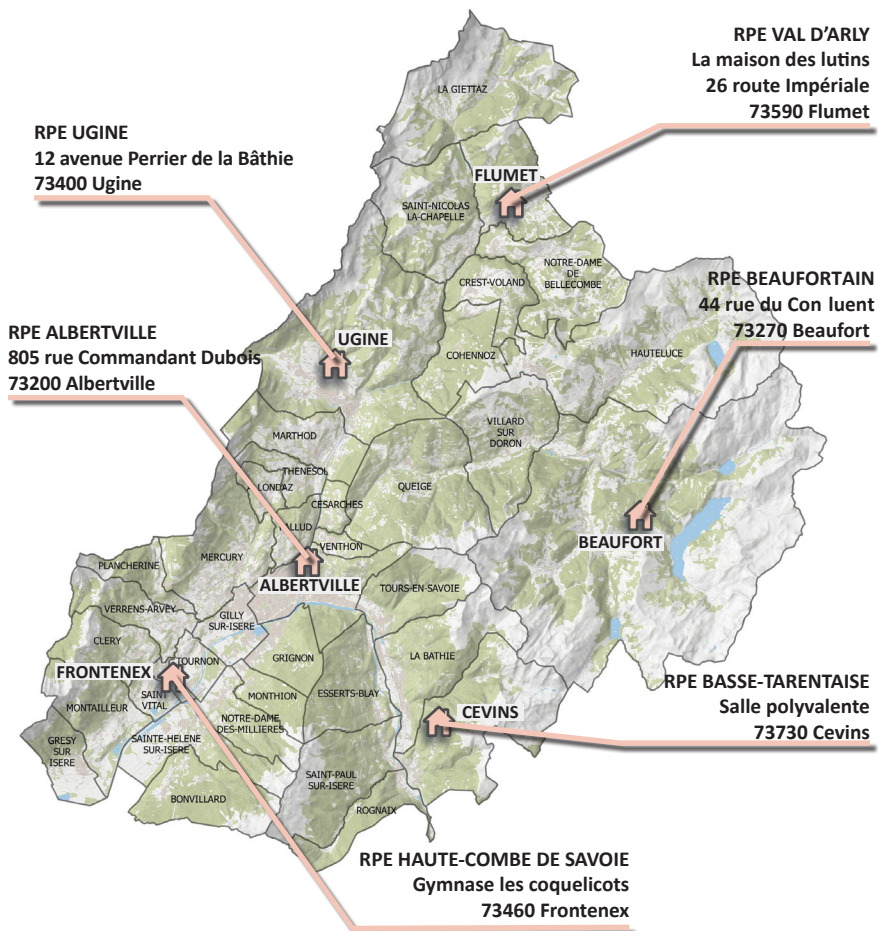 RPE VAL D'ARLY
La maison des lutins
26 route Impériale
73590 Flumet
RPE UGINE
12 avenue Perrier de la Bâthie
73400 Ugine
RPE BEAUFORTAIN
44 rue du Con luent
73270 Beaufort
RPE ALBERTVILLE
805 rue Commandant Dubois
73200 Albertville
LA GIETTAZ
FLUMET
SAINT-NICOLAS
LA-CHAPELLE
NOTRE-DAME
DE
BELLECOMBE
CREST-VOLAND
UGINE
COHENNOZ
HAUTELUCE
VILLARD
SUR
DORON
MARTHOD
THENESOL
LONDAZ
QUEIGE
CESARCHES
ALLUD
VENTHON
BEAUFORT
MERCURY
PLANCHERINE
ALBERTVILLE
TOURS-EN-SAVOIE
VERRENS-ARVEY
GILLY
SUR-ISERE
CLERY
TOURNON
GRIGNON
LA BATHIE
FRONTENEX
SAINT
VITAL
MONTHION
ESSERTS-BLAY
MONTAILLEUR
NOTRE-DAME
DES-MILLIERES
CEVINS
GRESY
SUR
ISERE
SAINTE-HELENE
SUR-ISERE
SAINT-PAUL
SUR-ISERE
BONVILLARD
ROGNAIX
RPE BASSE-TARENTAISE
Salle polyvalente
73730 Cevins
RPE HAUTE-COMBE DE SAVOIE
Gymnase les coquelicots
73460 Frontenex